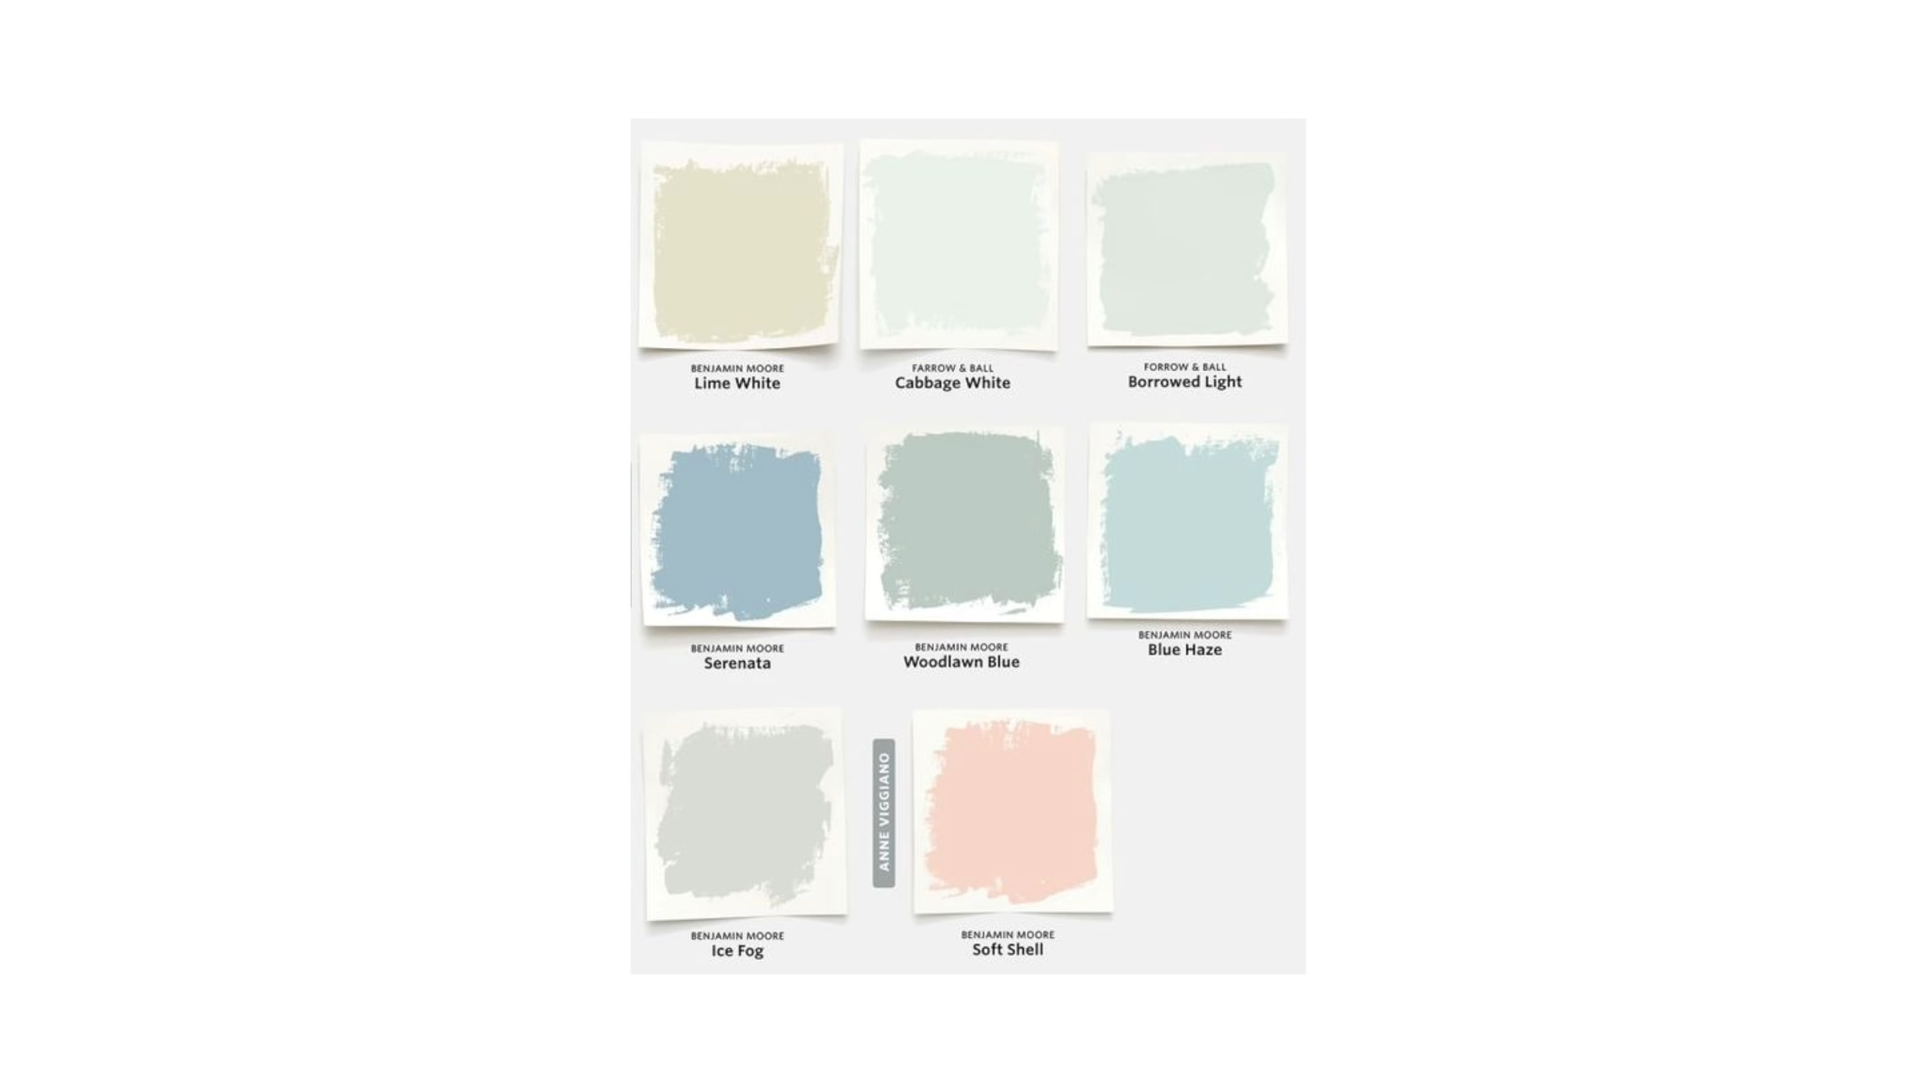 BENJAMIN MOORE
Lime White
FARROW & BALL
Cabbage White
FORROW & BALL
Borrowed Light
BENJAMIN MOORE
Serenata
BENJAMIN MOORE
Woodlawn Blue
BENJAMIN MOORE
Blue Haze
BENJAMIN MOORE
Ice Fog
ANNE VIGGIANO
BENJAMIN MOORE
Soft Shell